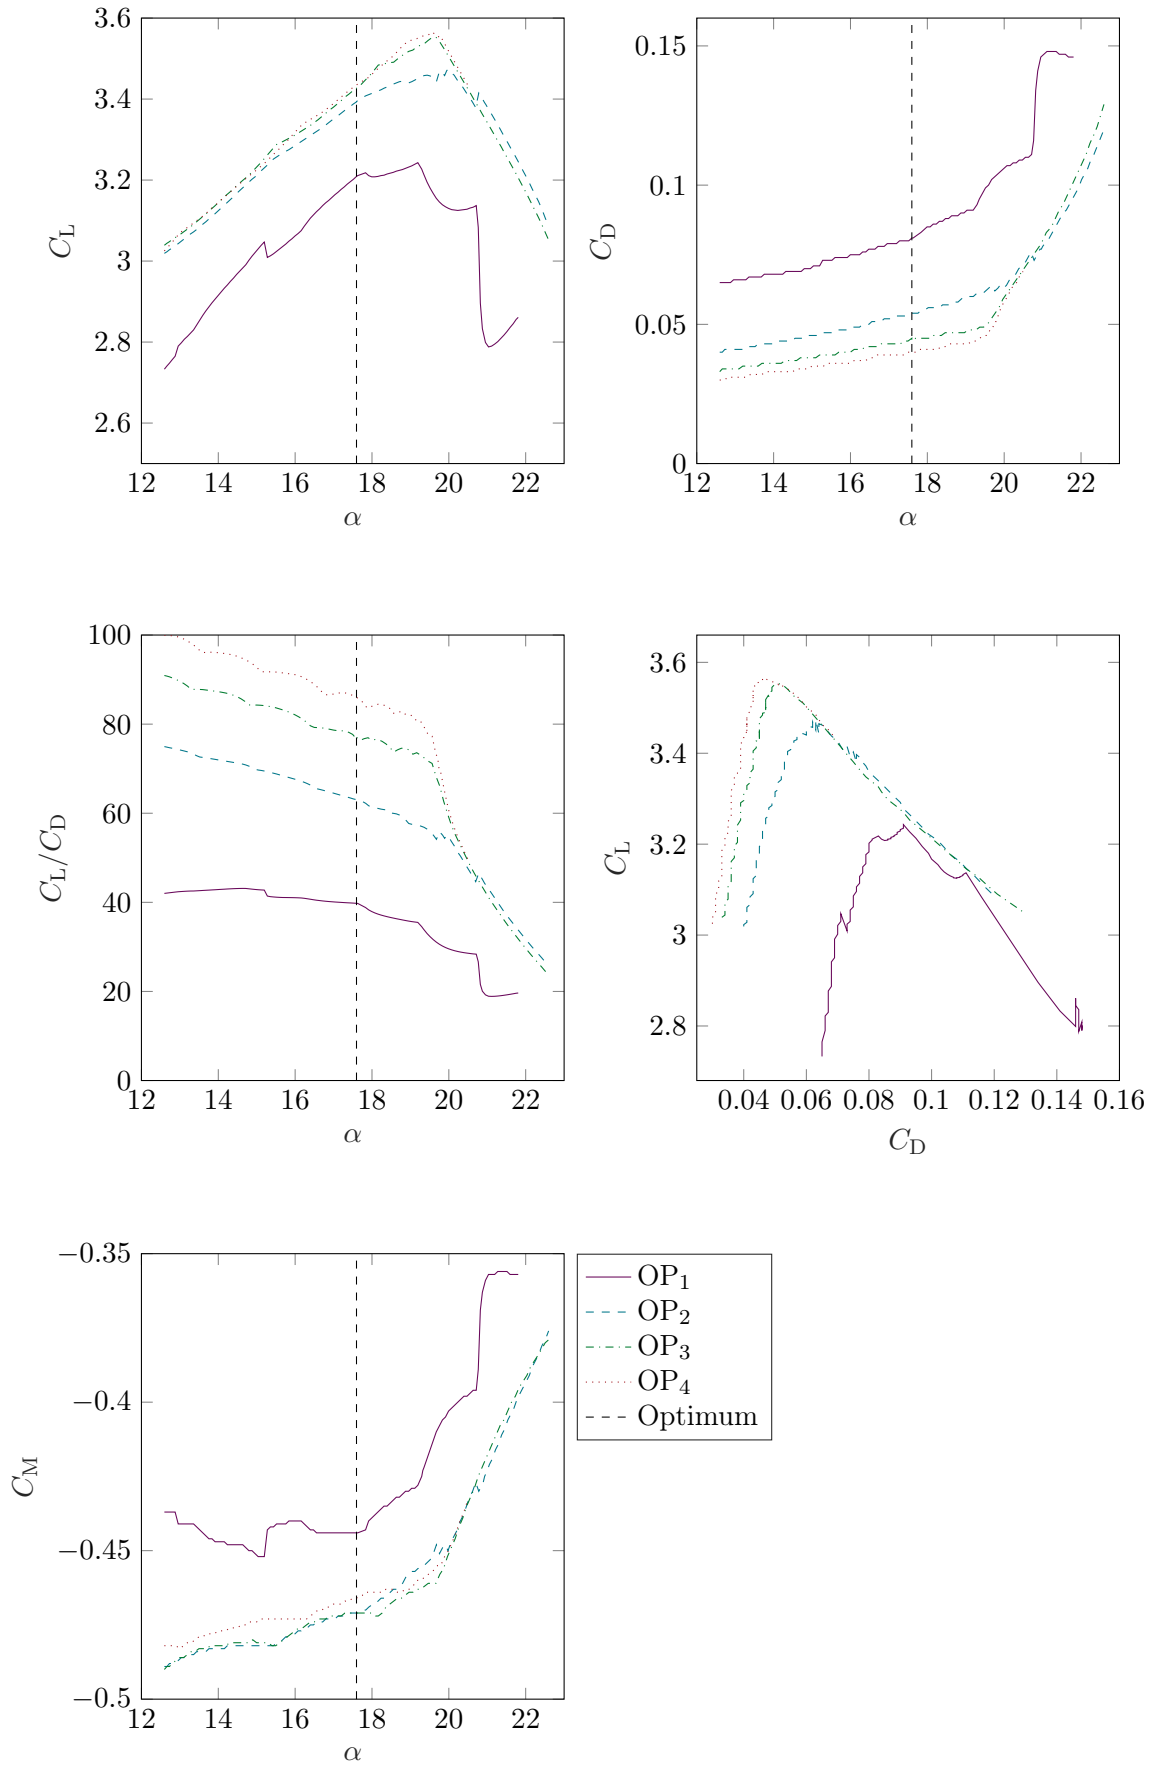 3.6
3.4
3.2
3
2.8
2.6
C_L
12 14 16 18 20 22
α
0.15
0.1
0.05
0
C_D
12 14 16 18 20 22
α
100
80
60
40
20
0
C_L/C_D
12 14 16 18 20 22
α
3.6
3.4
3.2
3
2.8
C_L
0.04 0.06 0.08 0.1 0.12 0.14 0.16
C_D
−0.35
−0.4
−0.45
−0.5
C_M
12 14 16 18 20 22
α
OP₁
OP₂
OP₃
OP₄
Optimum